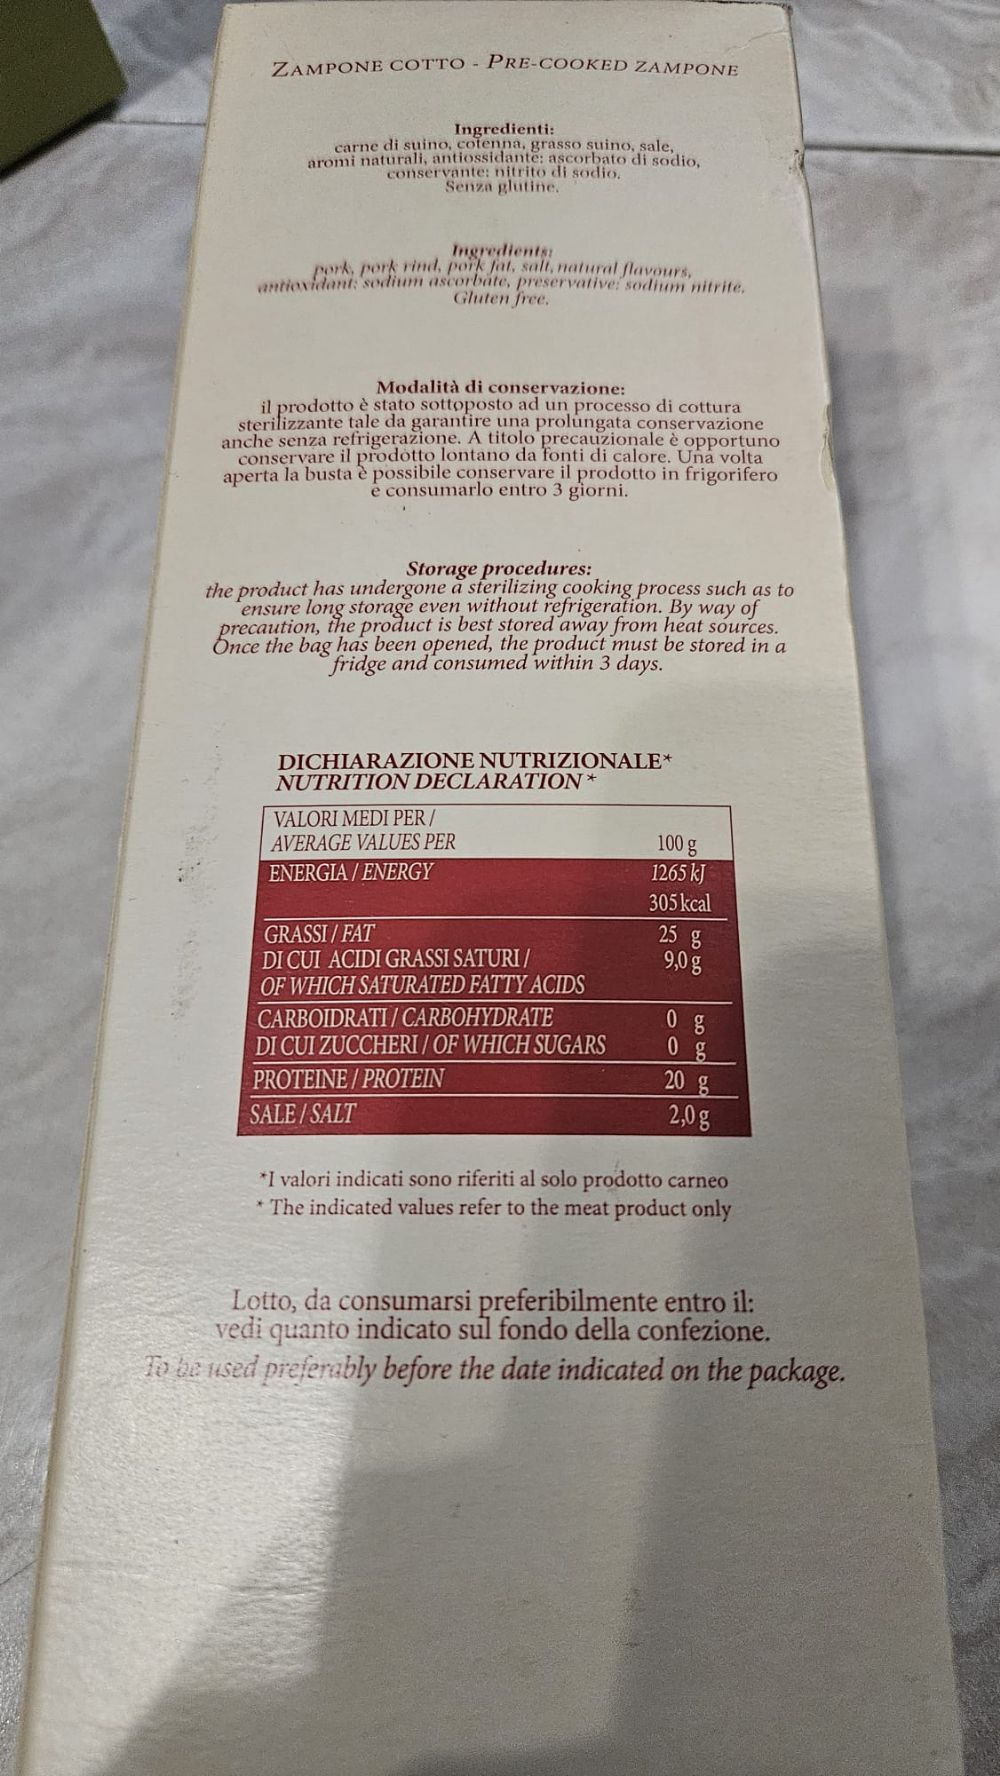 ZAMPONE COTTO - PRE-COOKED ZAMPONE
Ingredienti:
carne di suino, cotenna, grasso suino, sale,
aromi naturali, antiossidante: ascorbato di sodio,
conservante: nitrito di sodio.
Senza glutine.
Ingredients:
pork, pork rind, pork fat, salt, natural flavours,
antioxidant: sodium ascorbate, preservative: sodium nitrite.
Gluten free.
Modalità di conservazione:
il prodotto è stato sottoposto ad un processo di cottura
sterilizzante tale da garantire una prolungata conservazione
anche senza refrigerazione. A titolo precauzionale è opportuno
conservare il prodotto lontano da fonti di calore. Una volta
aperta la busta è possibile conservare il prodotto in frigorifero
e consumarlo entro 3 giorni.
Storage procedures:
the product has undergone a sterilizing cooking process such as to
ensure long storage even without refrigeration. By way of
precaution, the product is best stored away from heat sources.
Once the bag has been opened, the product must be stored in a
fridge and consumed within 3 days.
DICHIARAZIONE NUTRIZIONALE*
NUTRITION DECLARATION*
VALORI MEDI PER /
AVERAGE VALUES PER 100 g
ENERGIA / ENERGY 1265 kJ
305 kcal
GRASSI / FAT 25 g
DI CUI ACIDI GRASSI SATURI / 9,0 g
OF WHICH SATURATED FATTY ACIDS
CARBOIDRATI / CARBOHYDRATE 0 g
DI CUI ZUCCHERI / OF WHICH SUGARS 0 g
PROTEINE / PROTEIN 20 g
SALE / SALT 2,0 g
*I valori indicati sono riferiti al solo prodotto carneo
* The indicated values refer to the meat product only
Lotto, da consumarsi preferibilmente entro il:
vedi quanto indicato sul fondo della confezione.
To be used preferably before the date indicated on the package.